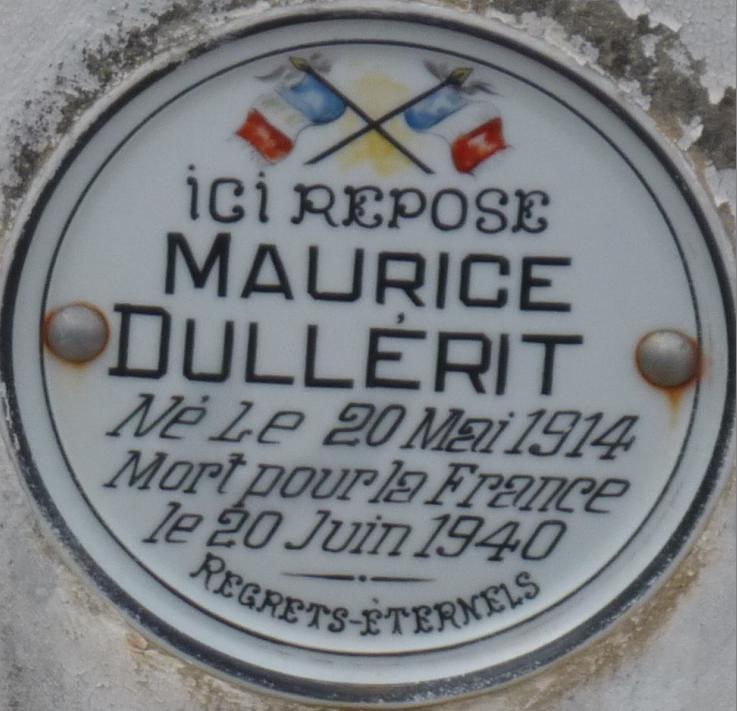 iCi REPOSE
MAURICE
DULLÉRIT
Né Le 20 Mai 1914
Mort pour la France
le 20 Juin 1940
REGRETS-ÉTERNELS